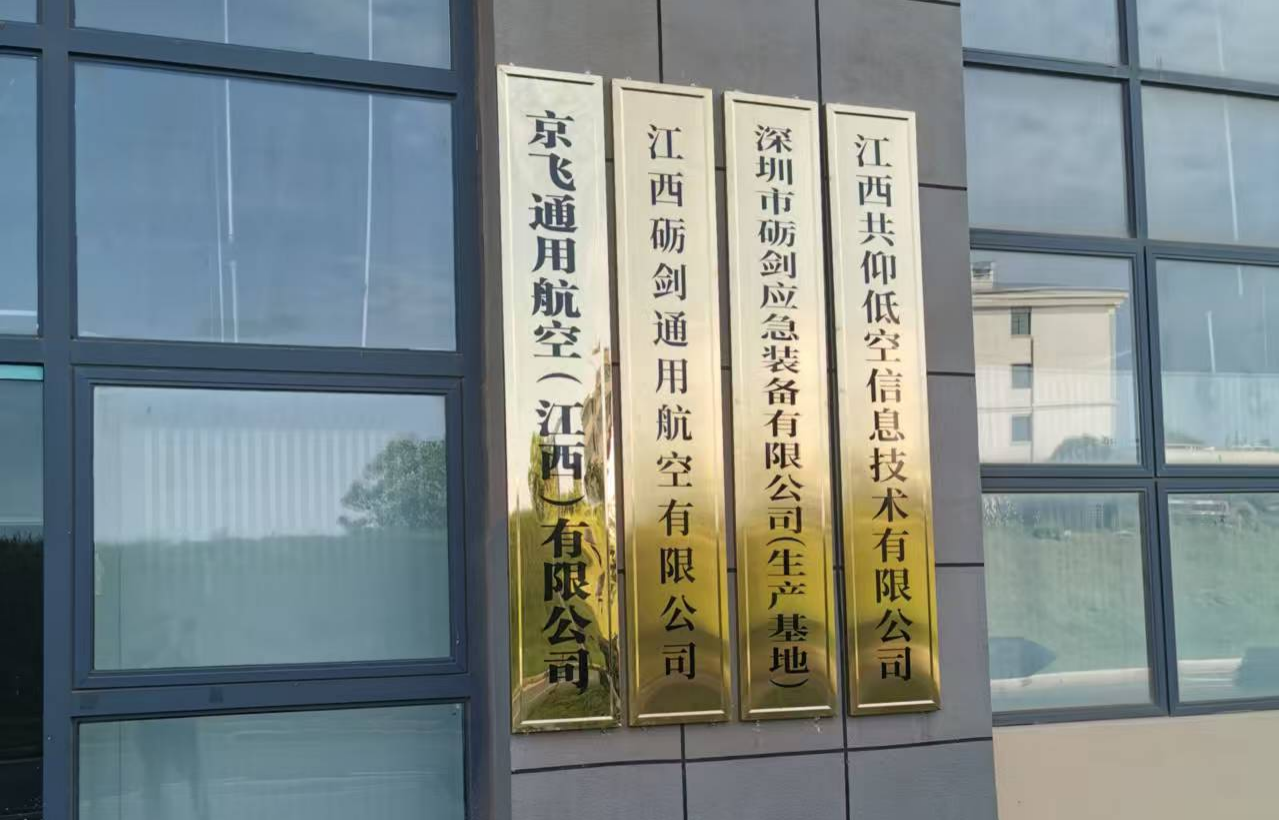 京飞通用航空(江西)有限公司
江西砺剑通用航空有限公司
深圳市砺剑应急装备有限公司(生产基地)
江西共仰低空信息技术有限公司